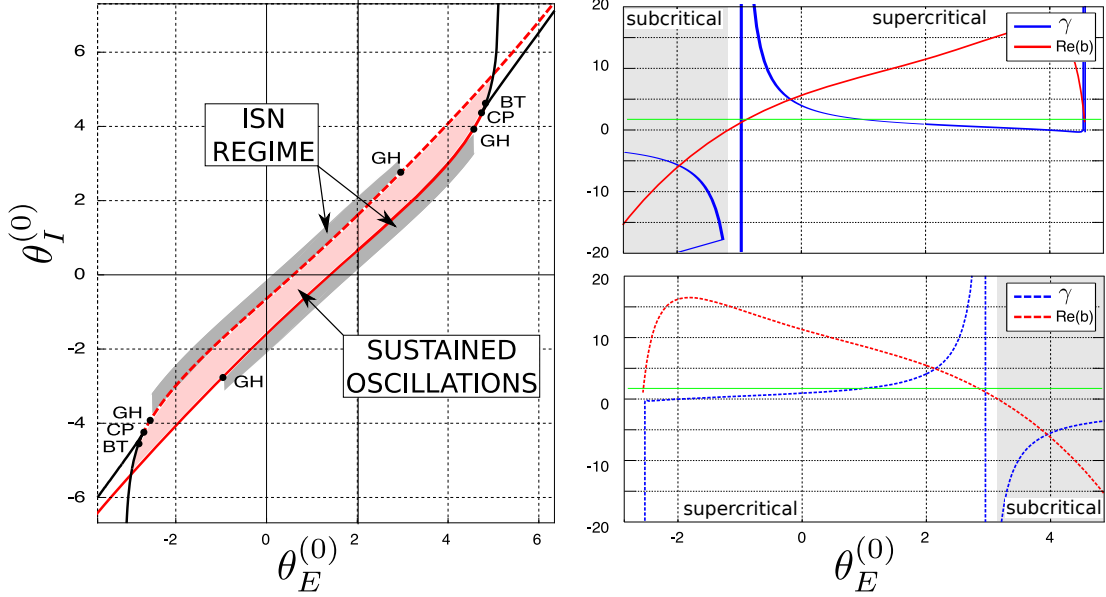 θ_I^(0)
6
4
2
0
-2
-4
-6
-2
0
2
4
6
θ_E^(0)
ISN
REGIME
SUSTAINED
OSCILLATIONS
BT
CP
GH
GH
GH
GH
CP
BT
20
10
0
-10
-20
subcritical
supercritical
γ
Re(b)
20
10
0
-10
-20
γ
Re(b)
supercritical
subcritical
-2
0
2
4
θ_E^(0)